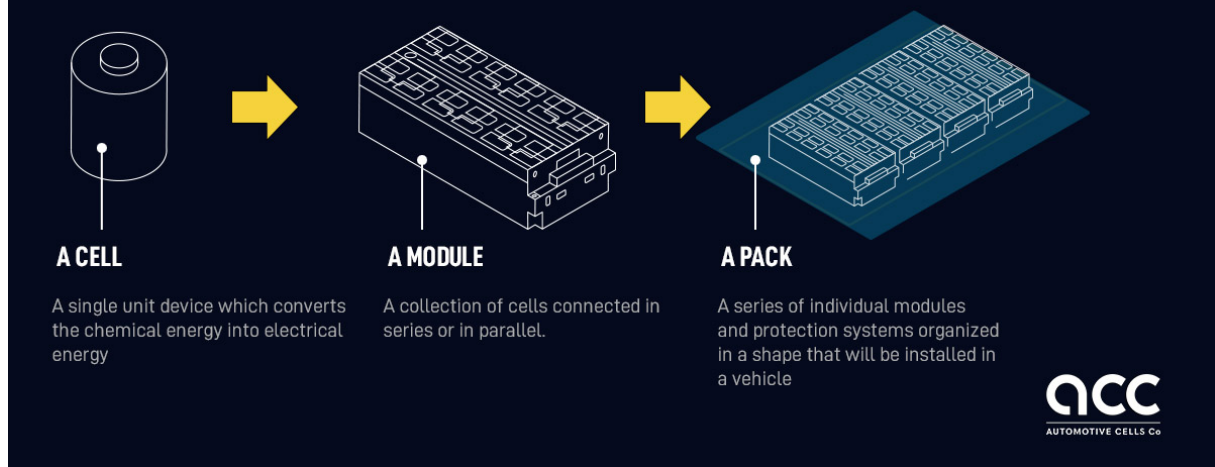 A CELL
A single unit device which converts
the chemical energy into electrical
energy
A MODULE
A collection of cells connected in
series or in parallel.
A PACK
A series of individual modules
and protection systems organized
in a shape that will be installed in
a vehicle
acc
AUTOMOTIVE CELLS Co